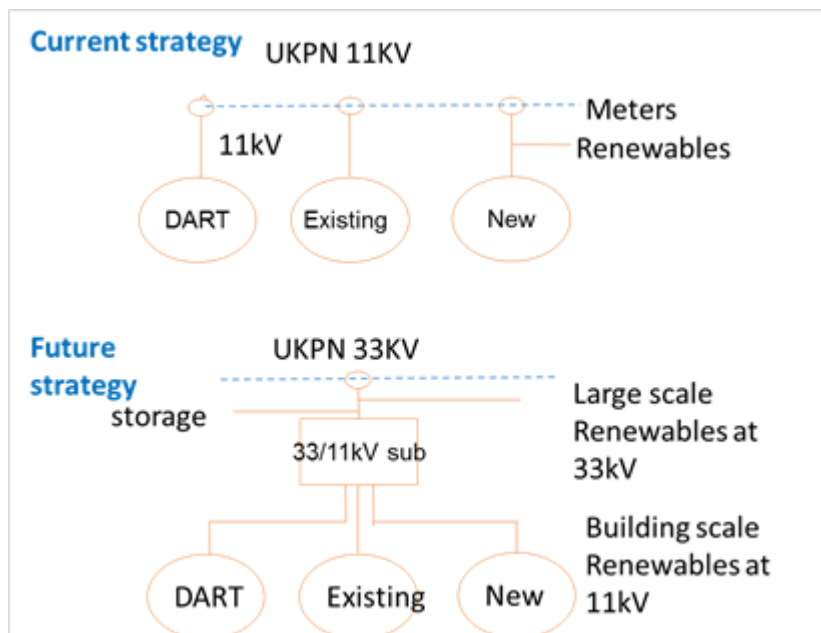 Current strategy
UKPN 11KV
Meters
11kV
Renewables
DART
Existing
New
Future
strategy
UKPN 33KV
storage
Large scale
Renewables at
33kV
33/11kV sub
Building scale
Renewables at
11kV
DART
Existing
New